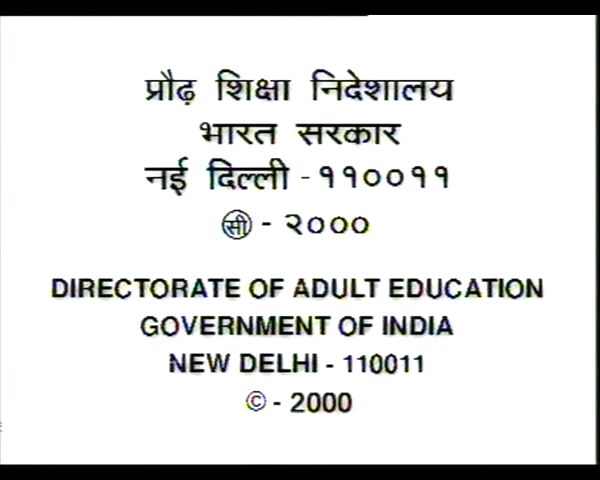 प्रौढ़ शिक्षा निदेशालय
भारत सरकार
नई दिल्ली - ११००११
सी - २०००
DIRECTORATE OF ADULT EDUCATION
GOVERNMENT OF INDIA
NEW DELHI - 110011
© - 2000